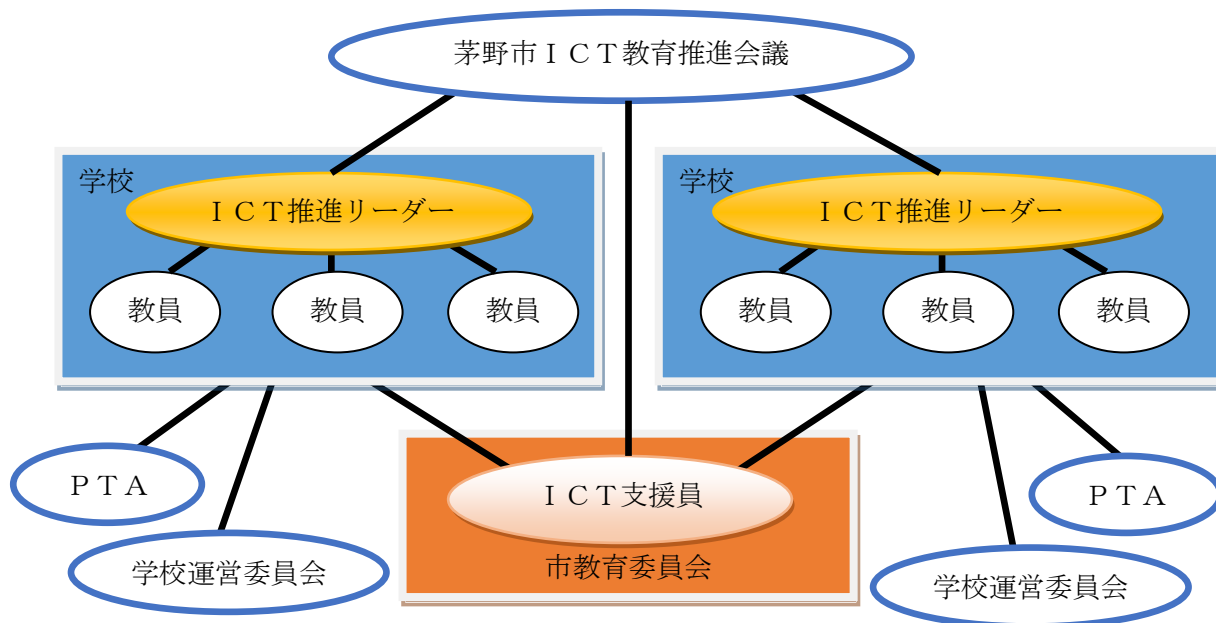 茅野市ＩＣＴ教育推進会議
学校
ＩＣＴ推進リーダー
教員
教員
教員
学校
ＩＣＴ推進リーダー
教員
教員
教員
ＰＴＡ
学校運営委員会
ＩＣＴ支援員
市教育委員会
ＰＴＡ
学校運営委員会